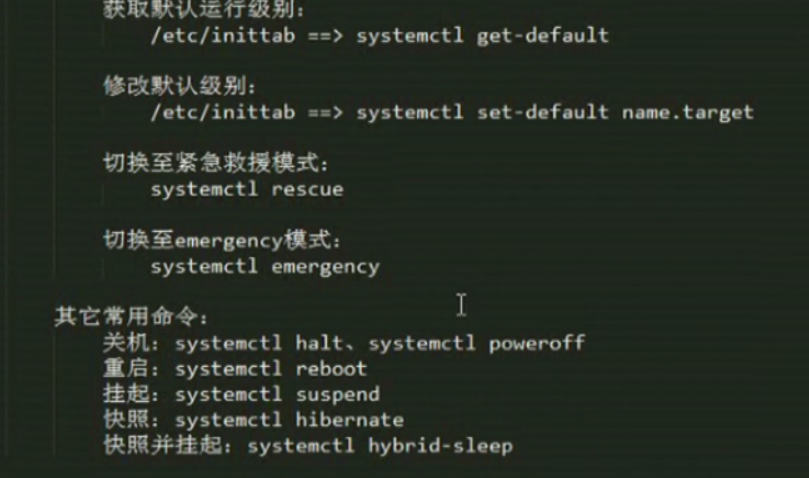 获取默认运行级别：
/etc/inittab ==> systemctl get-default
修改默认级别：
/etc/inittab ==> systemctl set-default name.target
切换至紧急救援模式：
systemctl rescue
切换至emergency模式：
systemctl emergency
其它常用命令：
关机：systemctl halt、systemctl poweroff
重启：systemctl reboot
挂起：systemctl suspend
快照：systemctl hibernate
快照并挂起：systemctl hybrid-sleep